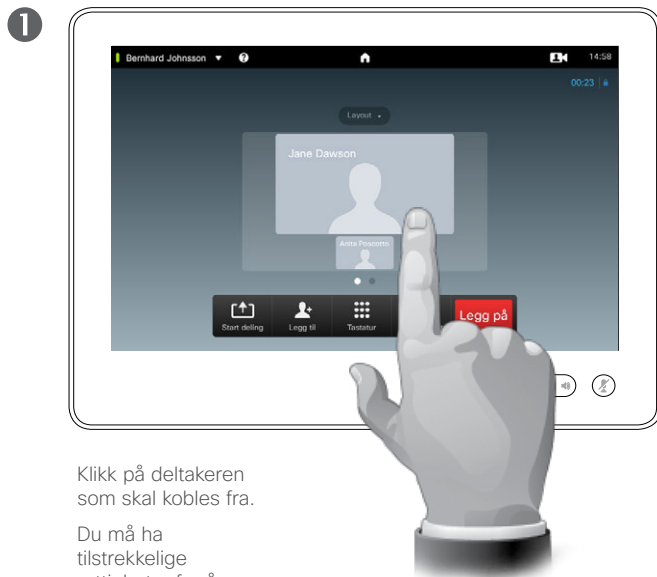 1
Bernhard Johnsson
?
14:58
00:23
Layout
Jane Dawson
Anita Pescotto
Start deling
Legg til
Tastatur
Legg på
Klikk på deltakeren
som skal kobles fra.
Du må ha
tilstrekkelige